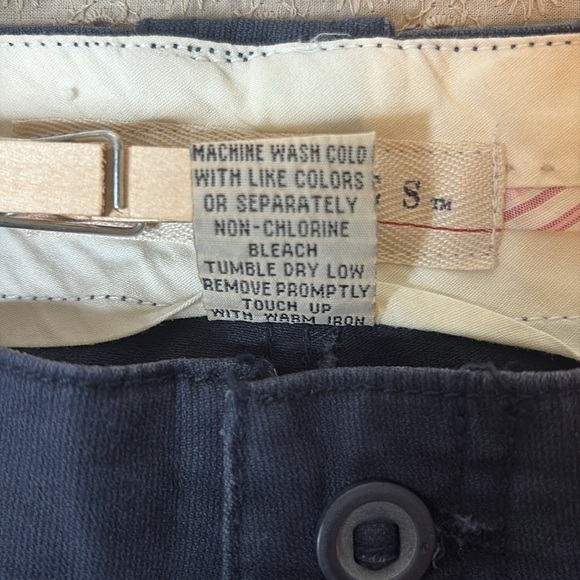 MACHINE WASH COLD
WITH LIKE COLORS
OR SEPARATELY
NON-CHLORINE
BLEACH
TUMBLE DRY LOW
REMOVE PROMPTLY
TOUCH UP
WITH WARM IRON
S™